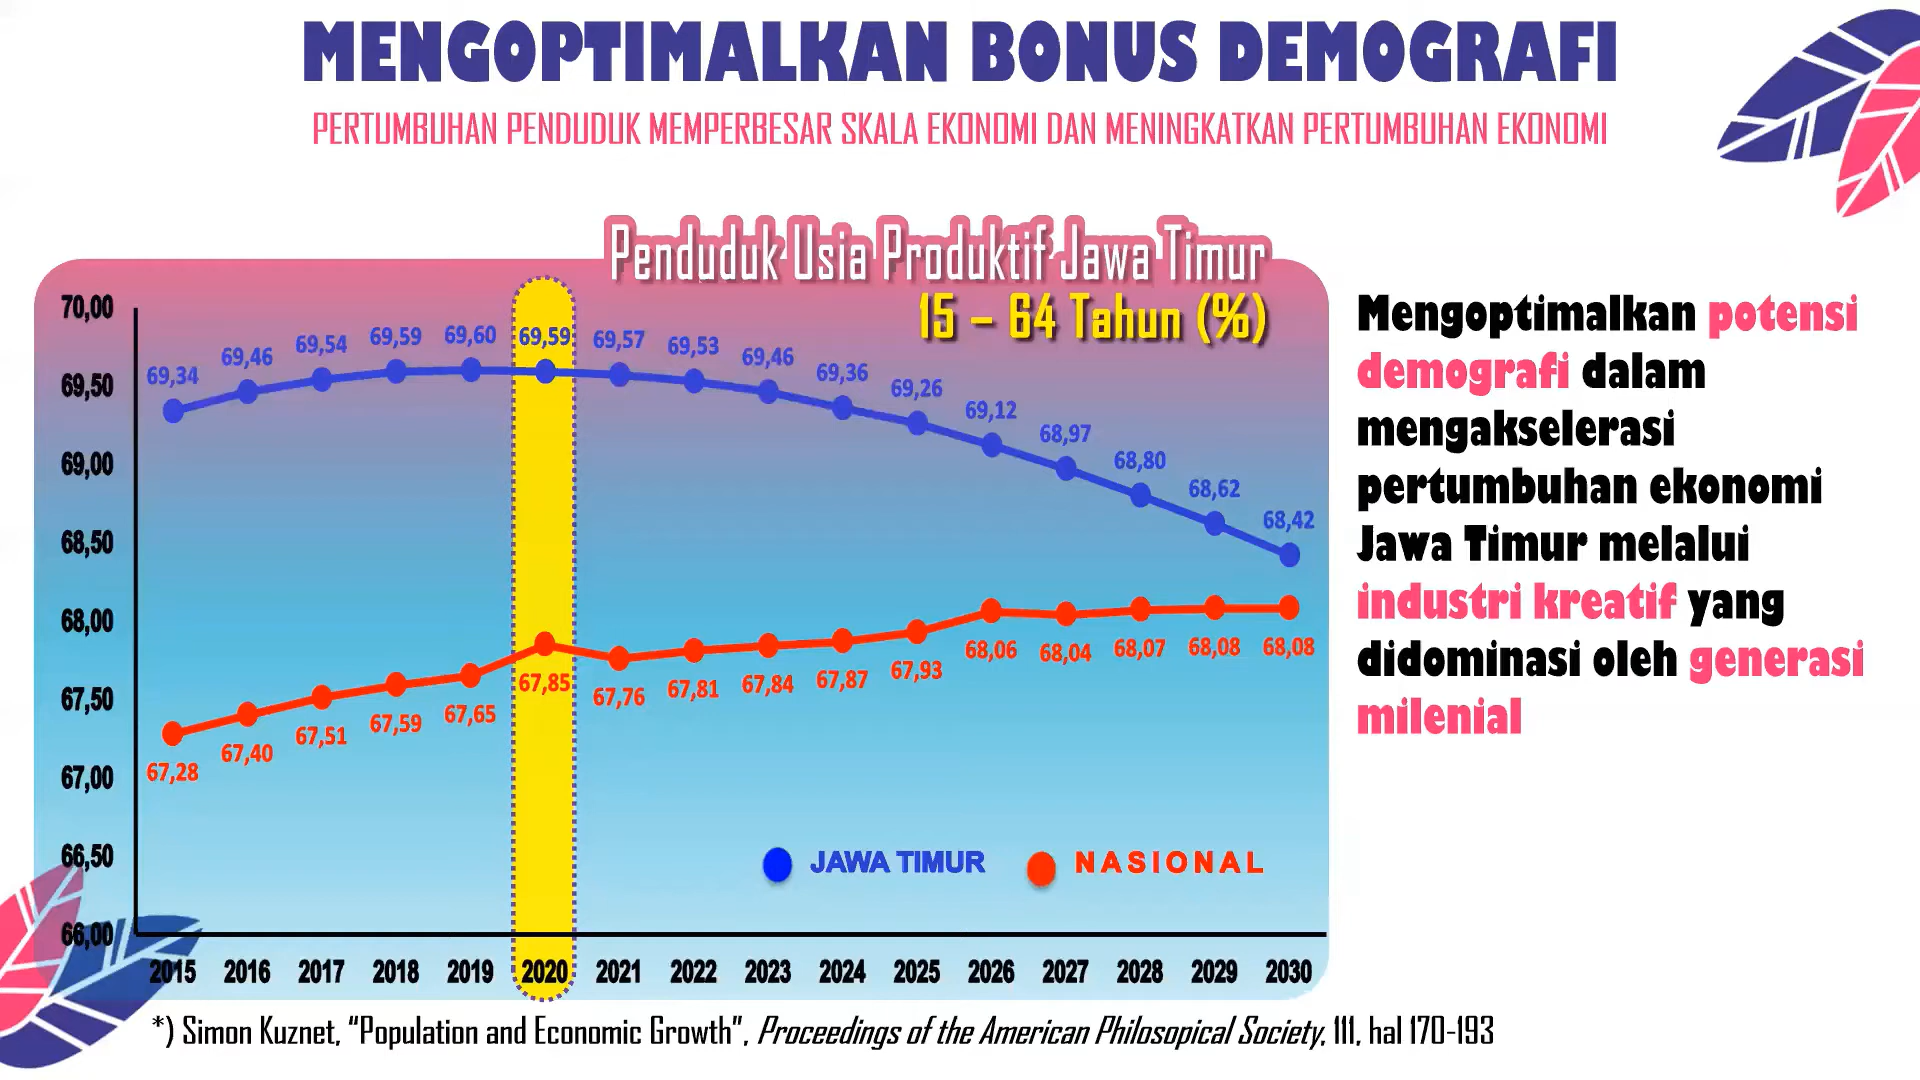 MENGOPTIMALKAN BONUS DEMOGRAFI
PERTUMBUHAN PENDUDUK MEMPERBESAR SKALA EKONOMI DAN MENINGKATKAN PERTUMBUHAN EKONOMI
Penduduk Usia Produktif Jawa Timur
15 – 64 Tahun (%)
70,00
69,50
69,00
68,50
68,00
67,50
67,00
66,50
66,00
69,34 69,46 69,54 69,59 69,60 69,59 69,57 69,53 69,46 69,36 69,26 69,12 68,97 68,80 68,62 68,42
67,28 67,40 67,51 67,59 67,65 67,85 67,76 67,81 67,84 67,87 67,93 68,06 68,04 68,07 68,08 68,08
JAWA TIMUR NASIONAL
2015 2016 2017 2018 2019 2020 2021 2022 2023 2024 2025 2026 2027 2028 2029 2030
Mengoptimalkan potensi
demografi dalam
mengakselerasi
pertumbuhan ekonomi
Jawa Timur melalui
industri kreatif yang
didominasi oleh generasi
milenial
*) Simon Kuznet, "Population and Economic Growth", Proceedings of the American Philosopical Society, 111, hal 170-193